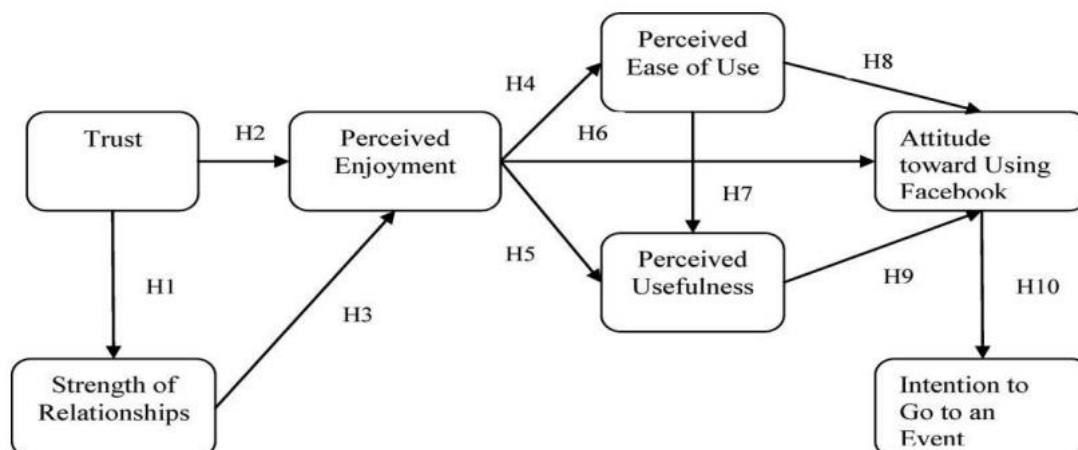 Perceived
Ease of Use
H8
H4
Trust
H2
Perceived
Enjoyment
H6
Attitude
toward Using
Facebook
H7
H5
Perceived
Usefulness
H9
H1
H3
H10
Strength of
Relationships
Intention to
Go to an
Event